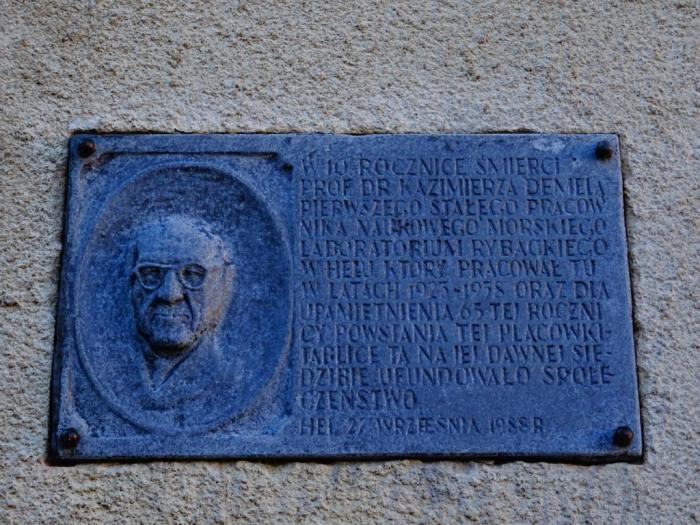 W 10 ROCZNICĘ ŚMIERCI
PROF DR KAZIMIERZA DEMELA
PIERWSZEGO STAŁEGO PRACOW
NIKA NAUKOWEGO MORSKIEGO
LABORATORIUM RYBACKIEGO
W HELU KTÓRY PRACOWAŁ TU
W LATACH 1923-1938 ORAZ DLA
UPAMIĘTNIENIA 65-TEJ ROCZNI
CY POWSTANIA TEJ PLACÓWKI-
TABLICĘ TĄ NA JEJ DAWNEJ SIE-
DZIBIE UFUNDOWAŁO SPOŁE-
CZEŃSTWO.
HEL 27 WRZEŚNIA 1988 R